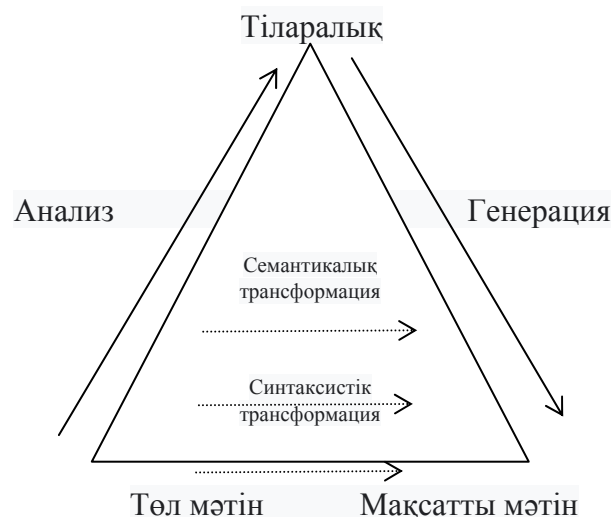 Тіларалық
Анализ
Генерация
Семантикалық
трансформация
Синтаксистік
трансформация
Төл мәтін
Мақсатты мәтін